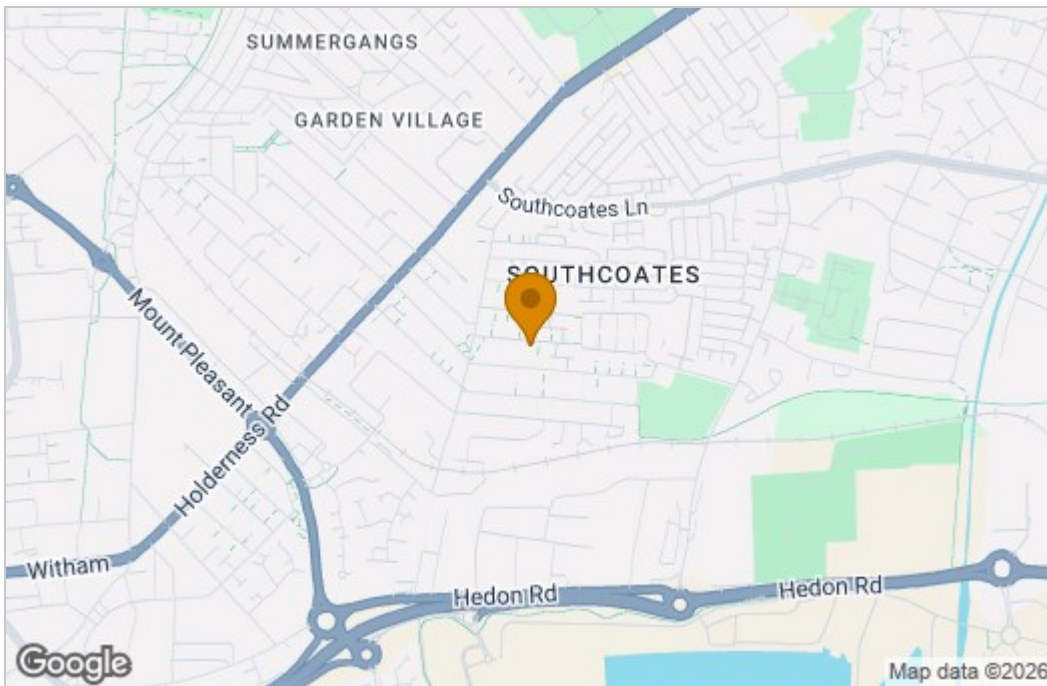 SUMMERGANGS
GARDEN VILLAGE
Southcoates Ln
SOUTHCOATES
Mount Pleasant
Holderness Rd
Witham
Hedon Rd
Hedon Rd
Google
Map data ©2026